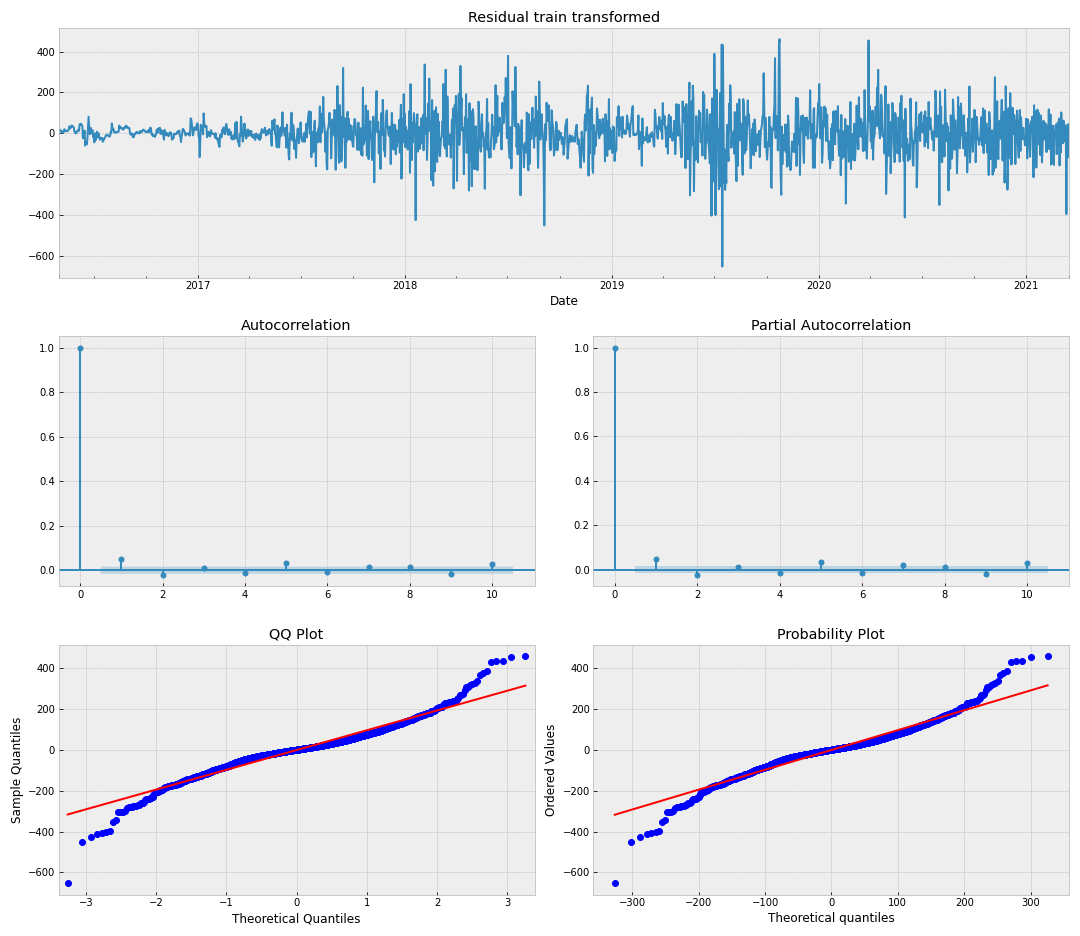 Residual train transformed
400
200
0
−200
−400
−600
2017 2018 2019 2020 2021
Date
Autocorrelation
1.0
0.8
0.6
0.4
0.2
0.0
0 2 4 6 8 10
Partial Autocorrelation
1.0
0.8
0.6
0.4
0.2
0.0
0 2 4 6 8 10
QQ Plot
Sample Quantiles
400
200
0
−200
−400
−600
−3 −2 −1 0 1 2 3
Theoretical Quantiles
Probability Plot
Ordered Values
400
200
0
−200
−400
−600
−300 −200 −100 0 100 200 300
Theoretical quantiles